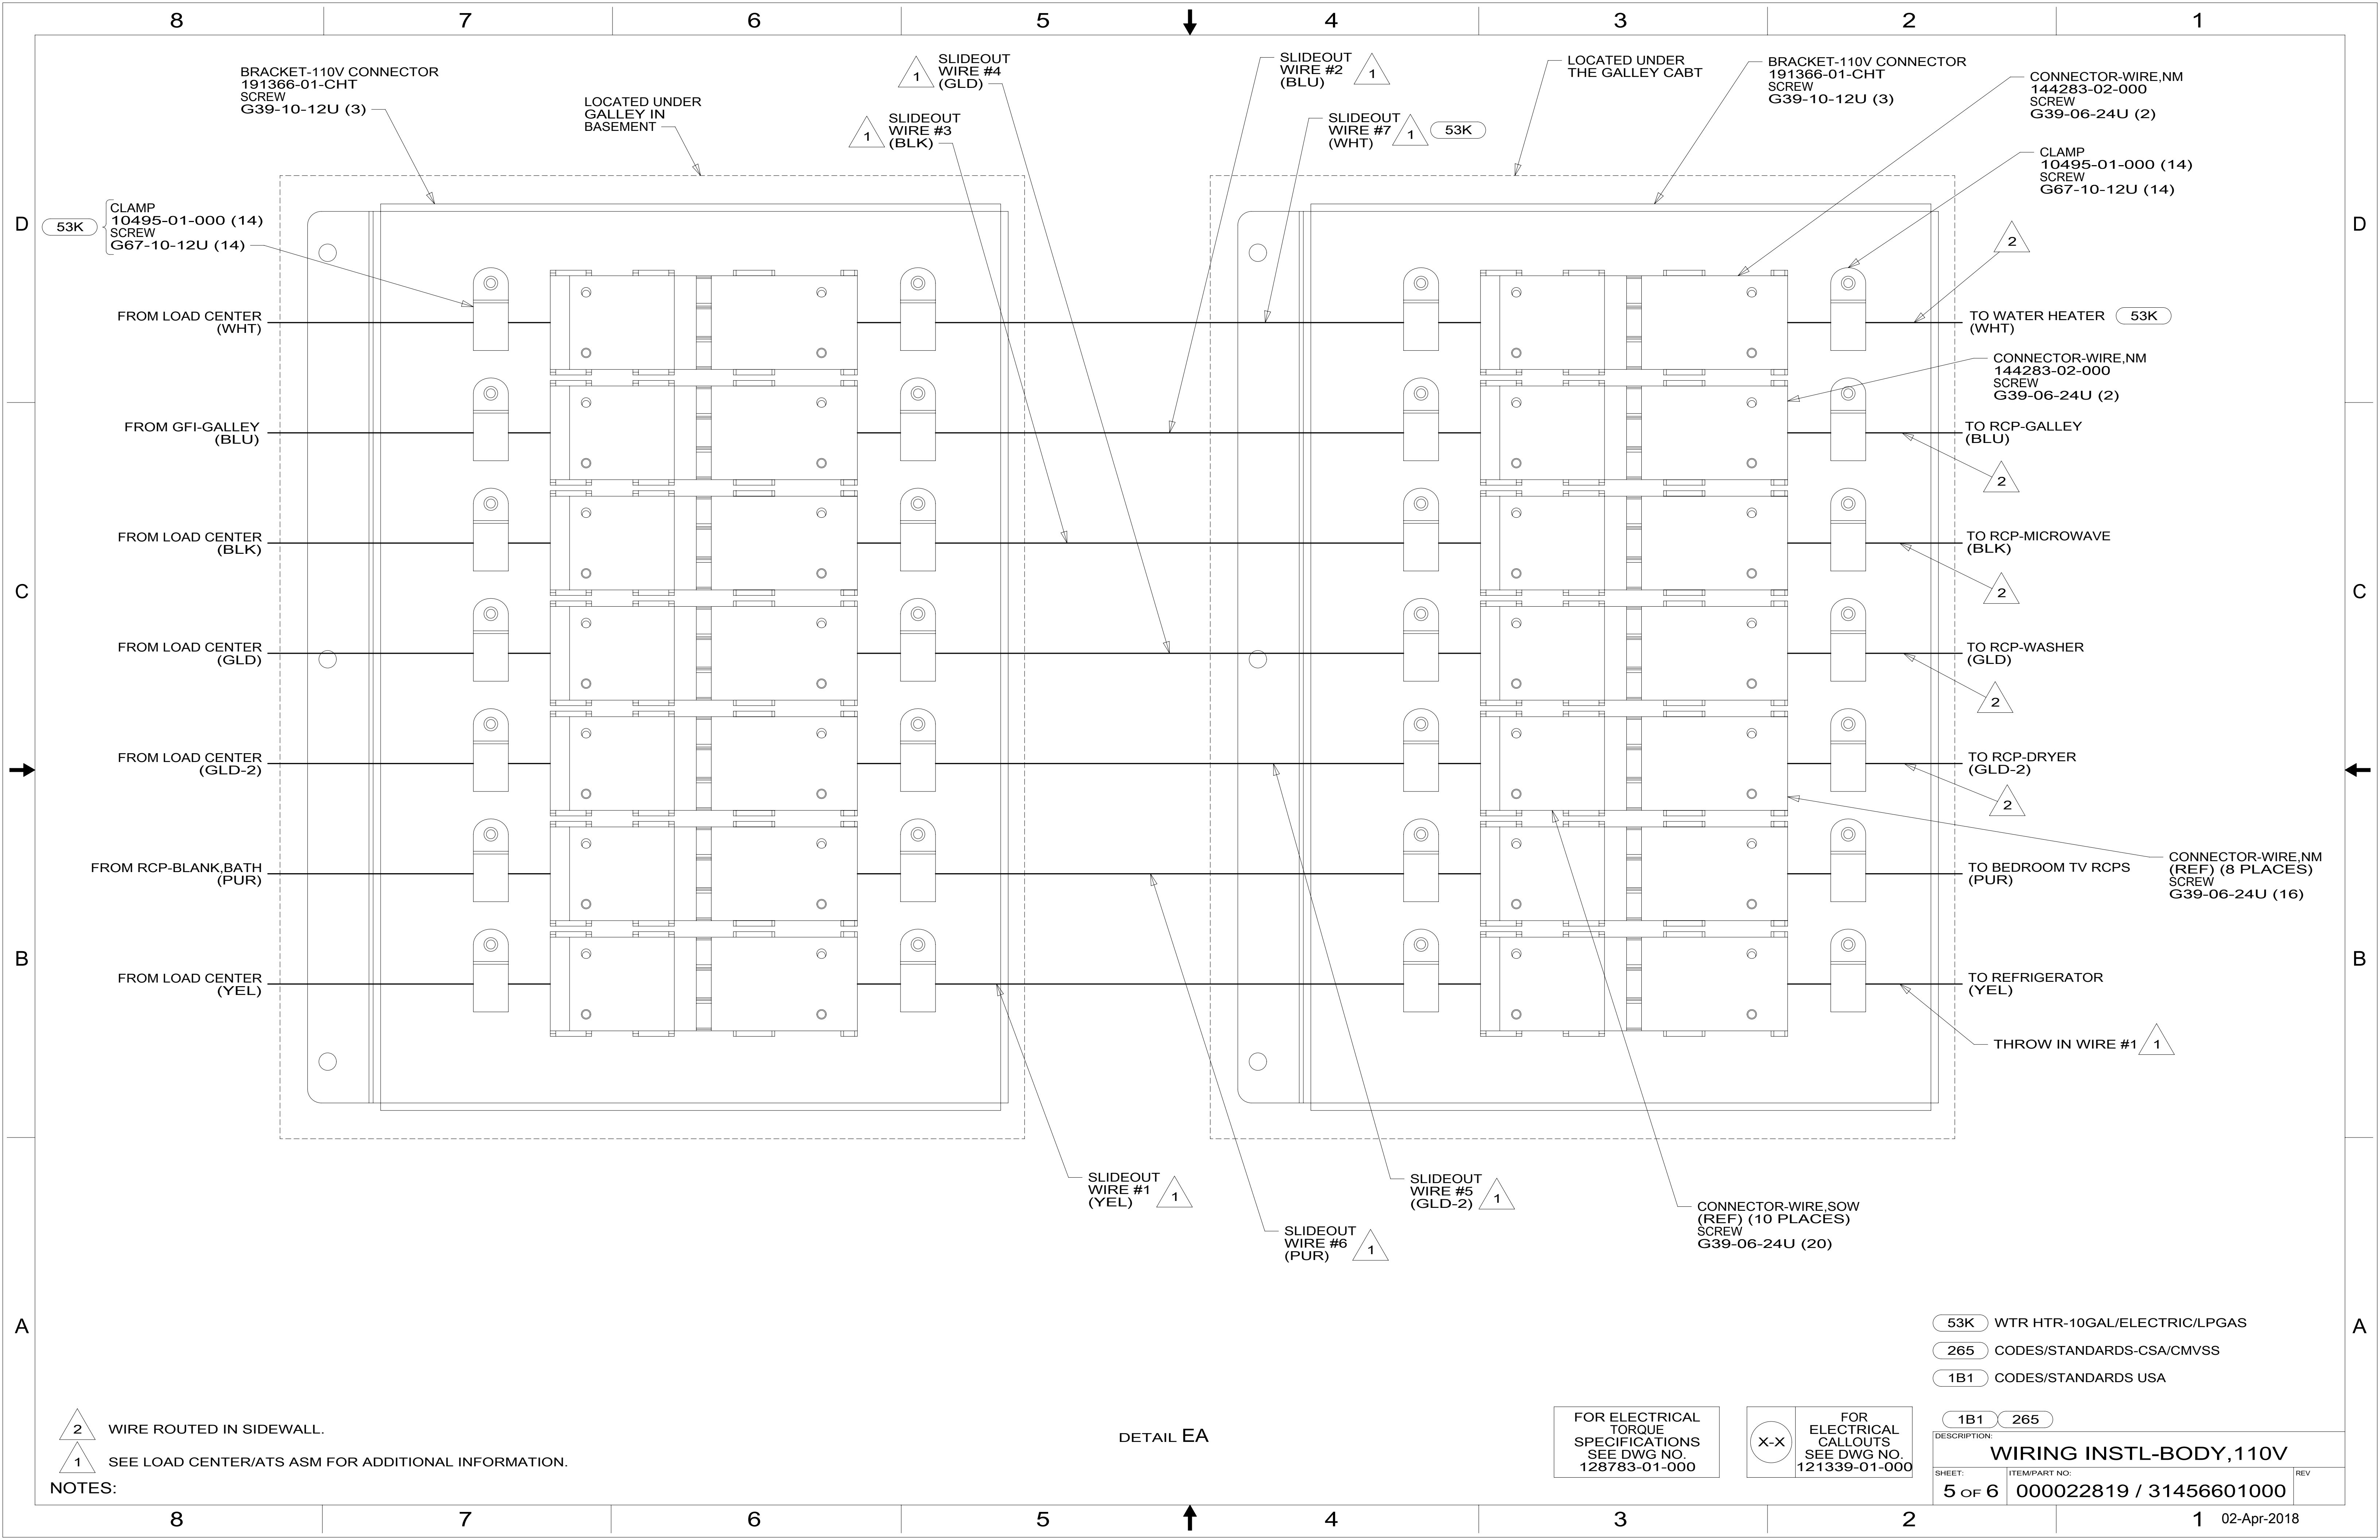 8 7 6 5 4 3 2 1
BRACKET-110V CONNECTOR
191366-01-CHT
SCREW
G39-10-12U (3)
LOCATED UNDER
GALLEY IN
BASEMENT
1
SLIDEOUT
WIRE #4
(GLD)
1
SLIDEOUT
WIRE #3
(BLK)
SLIDEOUT
WIRE #2
(BLU)
1
SLIDEOUT
WIRE #7
(WHT)
1
53K
LOCATED UNDER
THE GALLEY CABT
BRACKET-110V CONNECTOR
191366-01-CHT
SCREW
G39-10-12U (3)
CONNECTOR-WIRE,NM
144283-02-000
SCREW
G39-06-24U (2)
CLAMP
10495-01-000 (14)
SCREW
G67-10-12U (14)
D
53K
CLAMP
10495-01-000 (14)
SCREW
G67-10-12U (14)
2
D
FROM LOAD CENTER
(WHT)
TO WATER HEATER
(WHT)
53K
CONNECTOR-WIRE,NM
144283-02-000
SCREW
G39-06-24U (2)
FROM GFI-GALLEY
(BLU)
TO RCP-GALLEY
(BLU)
2
FROM LOAD CENTER
(BLK)
TO RCP-MICROWAVE
(BLK)
2
C
C
FROM LOAD CENTER
(GLD)
TO RCP-WASHER
(GLD)
2
FROM LOAD CENTER
(GLD-2)
TO RCP-DRYER
(GLD-2)
2
FROM RCP-BLANK,BATH
(PUR)
TO BEDROOM TV RCPS
(PUR)
CONNECTOR-WIRE,NM
(REF) (8 PLACES)
SCREW
G39-06-24U (16)
B
B
FROM LOAD CENTER
(YEL)
TO REFRIGERATOR
(YEL)
THROW IN WIRE #1
1
SLIDEOUT
WIRE #1
(YEL)
1
SLIDEOUT
WIRE #5
(GLD-2)
1
SLIDEOUT
WIRE #6
(PUR)
1
CONNECTOR-WIRE,SOW
(REF) (10 PLACES)
SCREW
G39-06-24U (20)
A
A
53K WTR HTR-10GAL/ELECTRIC/LPGAS
265 CODES/STANDARDS-CSA/CMVSS
1B1 CODES/STANDARDS USA
2 WIRE ROUTED IN SIDEWALL.
1 SEE LOAD CENTER/ATS ASM FOR ADDITIONAL INFORMATION.
NOTES:
DETAIL EA
FOR ELECTRICAL
TORQUE
SPECIFICATIONS
SEE DWG NO.
128783-01-000
X-X
FOR
ELECTRICAL
CALLOUTS
SEE DWG NO.
121339-01-000
1B1 265
DESCRIPTION:
WIRING INSTL-BODY,110V
SHEET:
5 OF 6
ITEM/PART NO:
000022819 / 31456601000
REV
8 7 6 5 4 3 2 1
02-Apr-2018